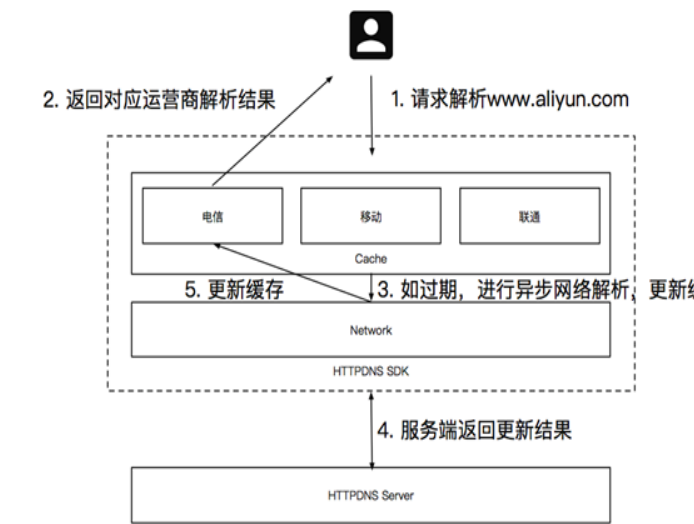 2. 返回对应运营商解析结果
1. 请求解析www.aliyun.com
电信
移动
联通
Cache
5. 更新缓存
3. 如过期，进行异步网络解析，更新
Network
HTTPDNS SDK
4. 服务端返回更新结果
HTTPDNS Server